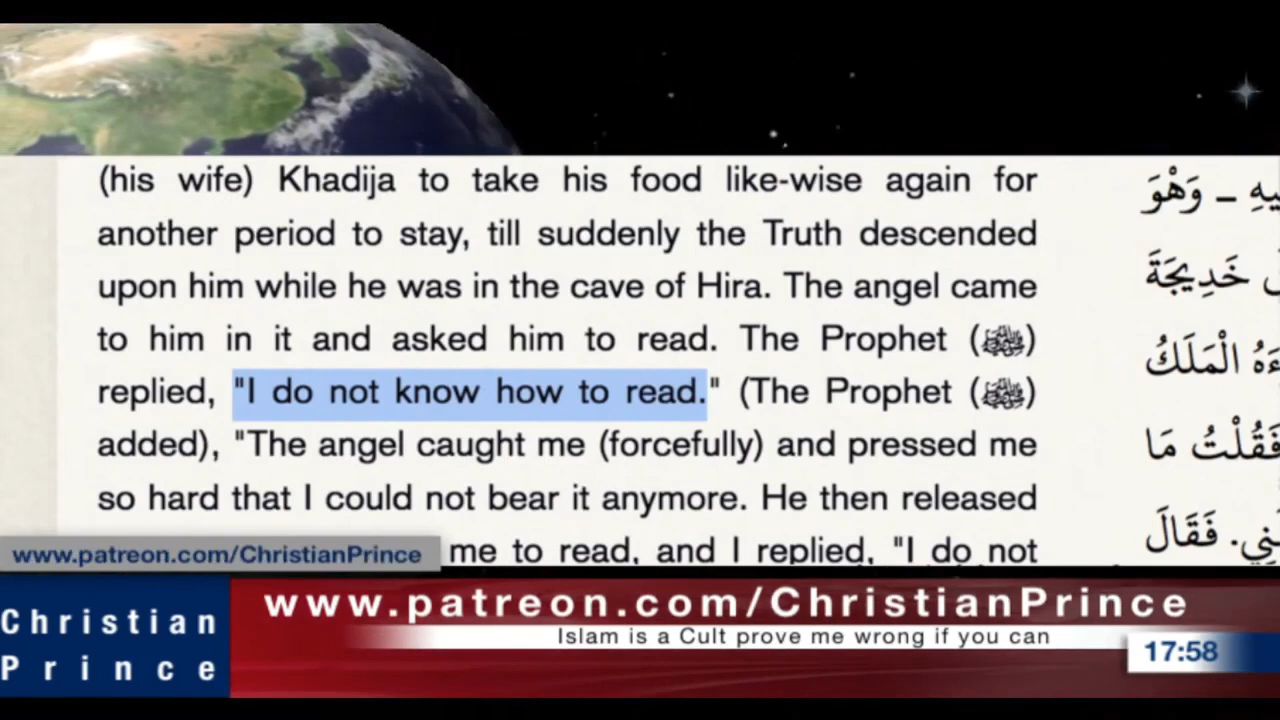 (his wife) Khadija to take his food like-wise again for
another period to stay, till suddenly the Truth descended
upon him while he was in the cave of Hira. The angel came
to him in it and asked him to read. The Prophet (ﷺ)
replied, "I do not know how to read." (The Prophet (ﷺ)
added), "The angel caught me (forcefully) and pressed me
so hard that I could not bear it anymore. He then released
me to read, and I replied, "I do not
ـ وَهْوَ
خَدِيجَةَ
الْمَلَكُ
فَقُلْتُ مَا
فَقَالَ
www.patreon.com/ChristianPrince
Christian
Prince
www.patreon.com/ChristianPrince
Islam is a Cult prove me wrong if you can
17:58